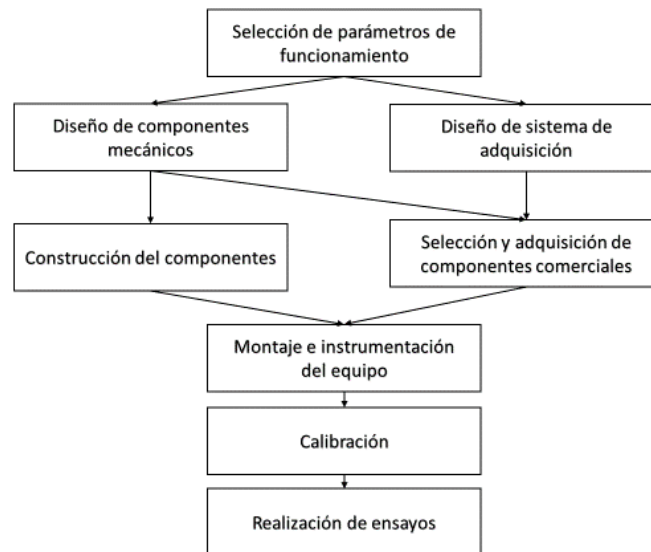 Selección de parámetros de
funcionamiento
Diseño de componentes
mecánicos
Diseño de sistema de
adquisición
Construcción del componentes
Selección y adquisición de
componentes comerciales
Montaje e instrumentación
del equipo
Calibración
Realización de ensayos